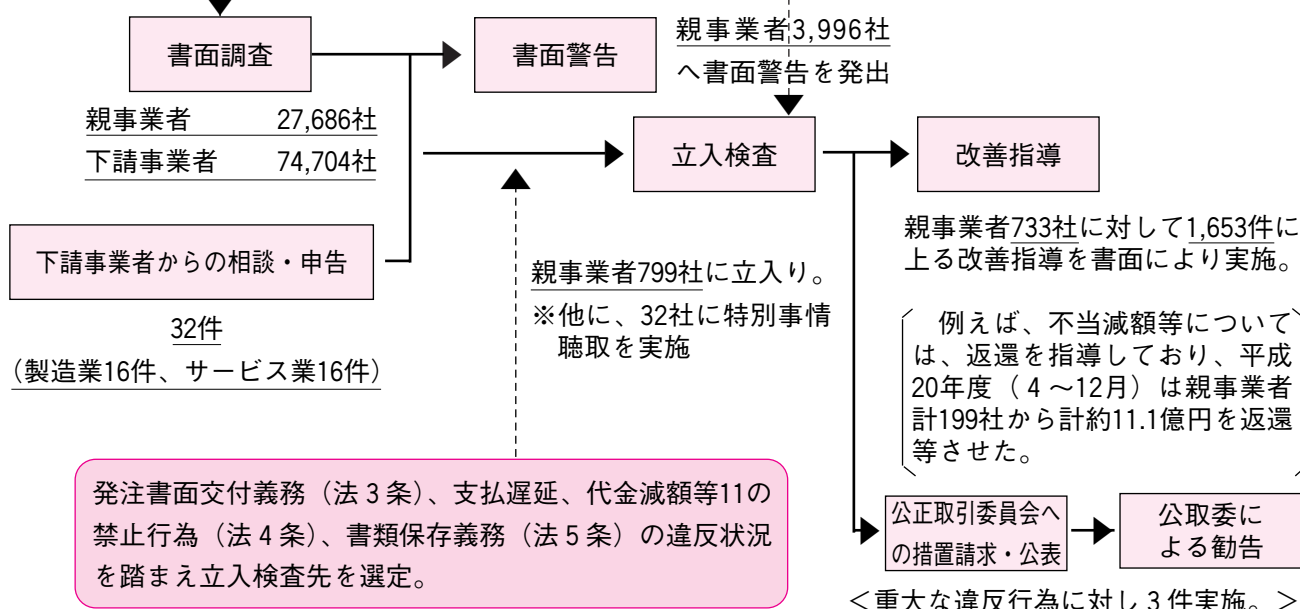 書面調査
書面警告
親事業者3,996社
へ書面警告を発出
親事業者 27,686社
下請事業者 74,704社
立入検査
改善指導
下請事業者からの相談・申告
32件
(製造業16件、サービス業16件)
親事業者799社に立入り。
※他に、32社に特別事情
聴取を実施
親事業者733社に対して1,653件に
上る改善指導を書面により実施。
例えば、不当減額等について
は、返還を指導しており、平成
20年度(4～12月)は親事業者
計199社から計約11.1億円を返還
等させた。
発注書面交付義務(法3条)、支払遅延、代金減額等11の
禁止行為(法4条)、書類保存義務(法5条)の違反状況
を踏まえ立入検査先を選定。
公正取引委員会へ
の措置請求・公表
公取委に
よる勧告
＜重大な違反行為に対し3件実施。＞